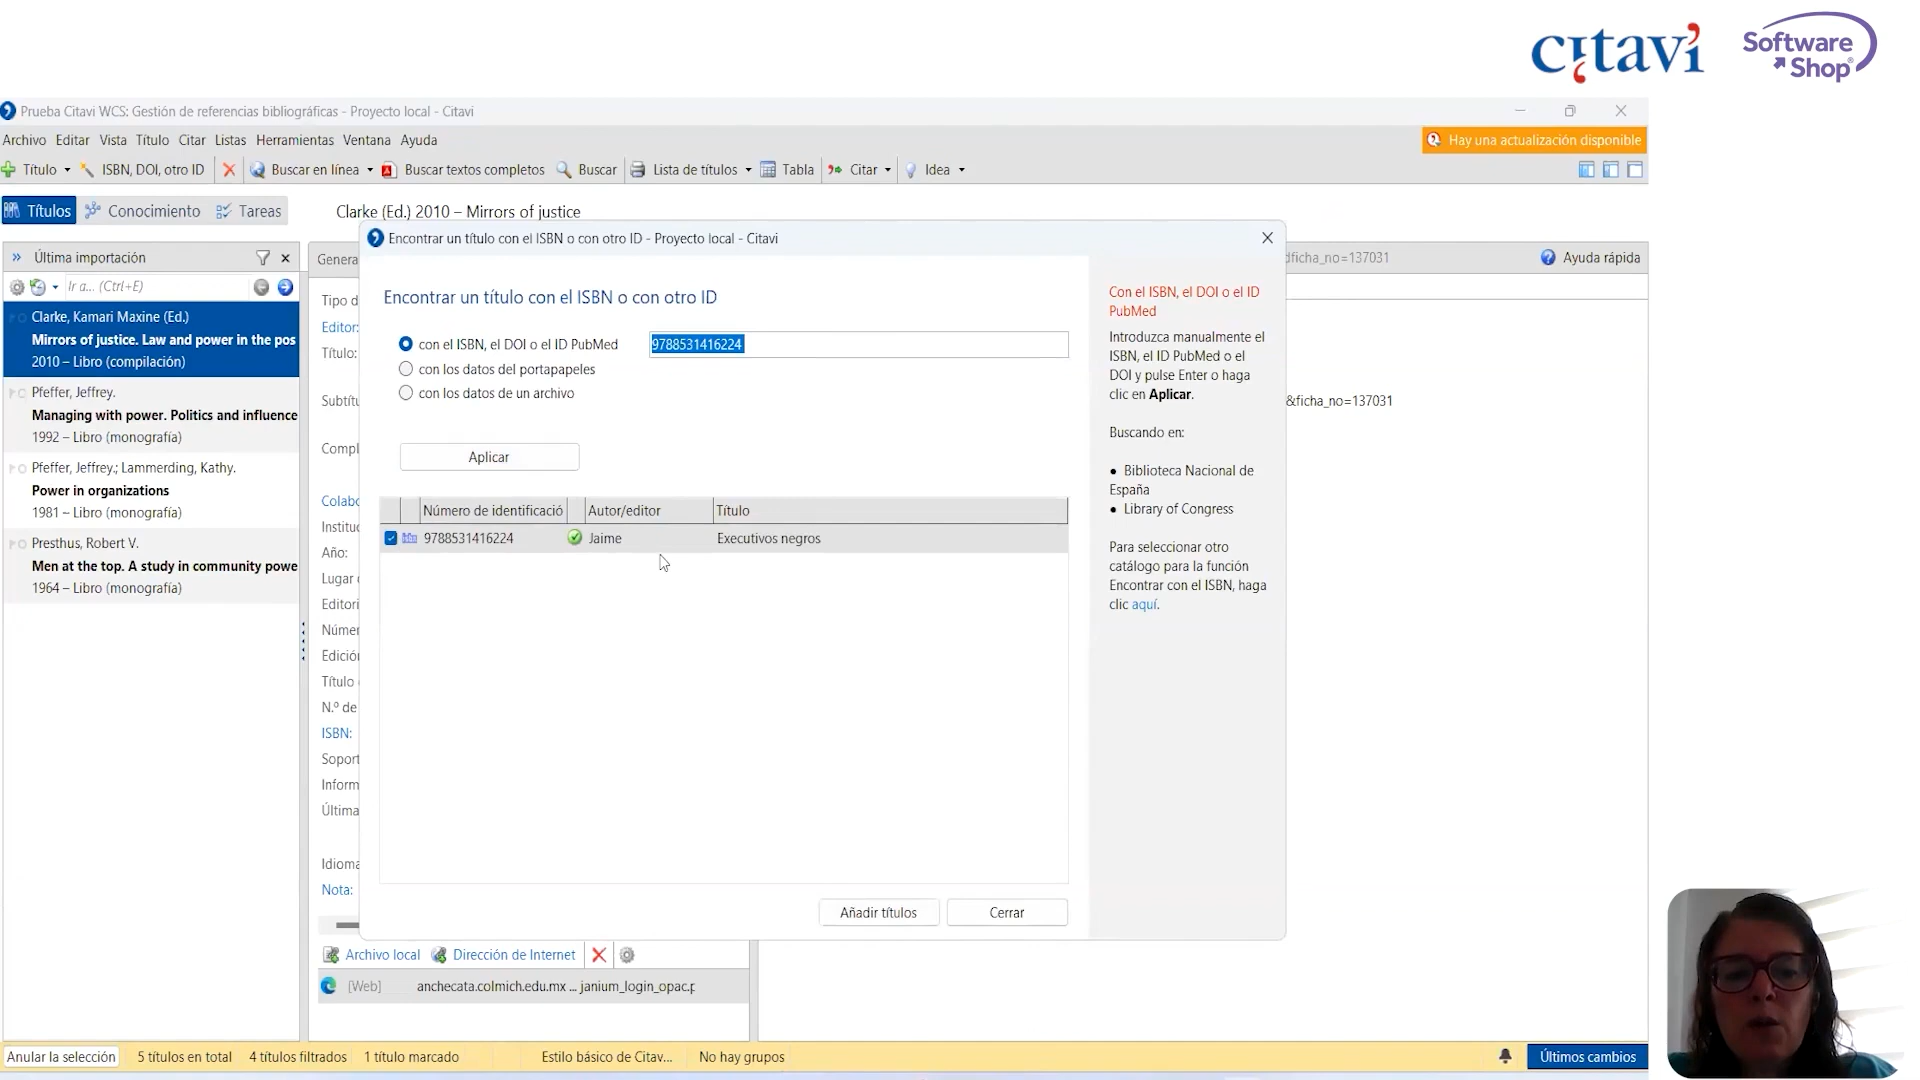 citavi
Software
Shop
Prueba Citavi WCS: Gestión de referencias bibliográficas - Proyecto local - Citavi
Archivo Editar Vista Título Citar Listas Herramientas Ventana Ayuda
Hay una actualización disponible
Título ISBN, DOI, otro ID Buscar en línea Buscar textos completos Buscar Lista de títulos Tabla Citar Idea
Títulos Conocimiento Tareas
Clarke (Ed.) 2010 – Mirrors of justice
Última importación
Ir a... (Ctrl+E)
Clarke, Kamari Maxine (Ed.)
Mirrors of justice. Law and power in the pos
2010 – Libro (compilación)
Pfeffer, Jeffrey.
Managing with power. Politics and influence
1992 – Libro (monografía)
Pfeffer, Jeffrey.; Lammerding, Kathy.
Power in organizations
1981 – Libro (monografía)
Presthus, Robert V.
Men at the top. A study in community powe
1964 – Libro (monografía)
Genera
Tipo d
Editor:
Título:
Subtítu
Compl
Colabo
Instituc
Año:
Lugar
Editori
Númer
Edició
Título
N.º de
ISBN:
Soport
Inform
Última
Idioma
Nota:
Encontrar un título con el ISBN o con otro ID - Proyecto local - Citavi
Encontrar un título con el ISBN o con otro ID
con el ISBN, el DOI o el ID PubMed 9788531416224
con los datos del portapapeles
con los datos de un archivo
Aplicar
Número de identificació Autor/editor Título
9788531416224 Jaime Executivos negros
Añadir títulos Cerrar
Con el ISBN, el DOI o el ID
PubMed
Introduzca manualmente el
ISBN, el ID PubMed o el
DOI y pulse Enter o haga
clic en Aplicar.
Buscando en:
• Biblioteca Nacional de
España
• Library of Congress
Para seleccionar otro
catálogo para la función
Encontrar con el ISBN, haga
clic aquí.
dficha_no=137031
Ayuda rápida
&ficha_no=137031
Archivo local Dirección de Internet
[Web] anchecata.colmich.edu.mx ... janium_login_opac.p
Anular la selección 5 títulos en total 4 títulos filtrados 1 título marcado Estilo básico de Citav... No hay grupos Últimos cambios